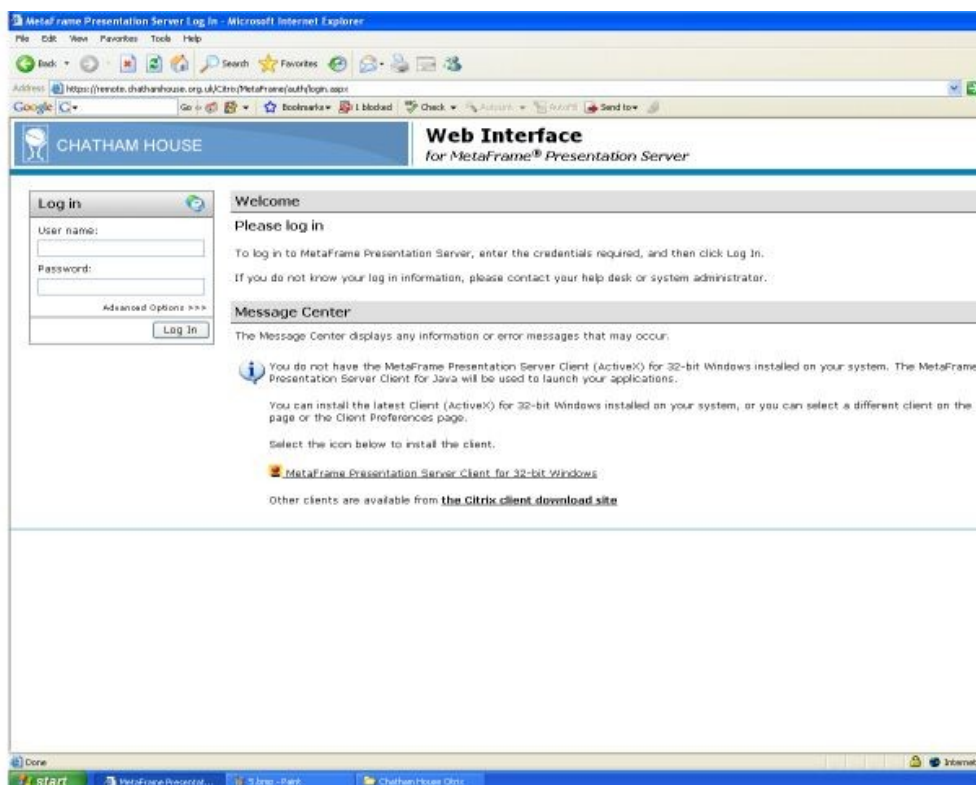 MetaFrame Presentation Server Log In - Microsoft Internet Explorer
File Edit View Favorites Tools Help
Back Search Favorites
Address https://remote.chathamhouse.org.uk/Citrix/MetaFrame/auth/login.aspx
Google Go Bookmarks 1 blocked Check AutoLink AutoFill Send to
CHATHAM HOUSE
Web Interface
for MetaFrame® Presentation Server
Log in
User name:
Password:
Advanced Options >>>
Log In
Welcome
Please log in
To log in to MetaFrame Presentation Server, enter the credentials required, and then click Log In.
If you do not know your log in information, please contact your help desk or system administrator.
Message Center
The Message Center displays any information or error messages that may occur.
You do not have the MetaFrame Presentation Server Client (ActiveX) for 32-bit Windows installed on your system. The MetaFrame
Presentation Server Client for Java will be used to launch your applications.
You can install the latest Client (ActiveX) for 32-bit Windows installed on your system, or you can select a different client on the
page or the Client Preferences page.
Select the icon below to install the client.
MetaFrame Presentation Server Client for 32-bit Windows
Other clients are available from the Citrix client download site
Done Internet
start MetaFrame Presentat... 5.bmp - Paint Chatham House Citrix